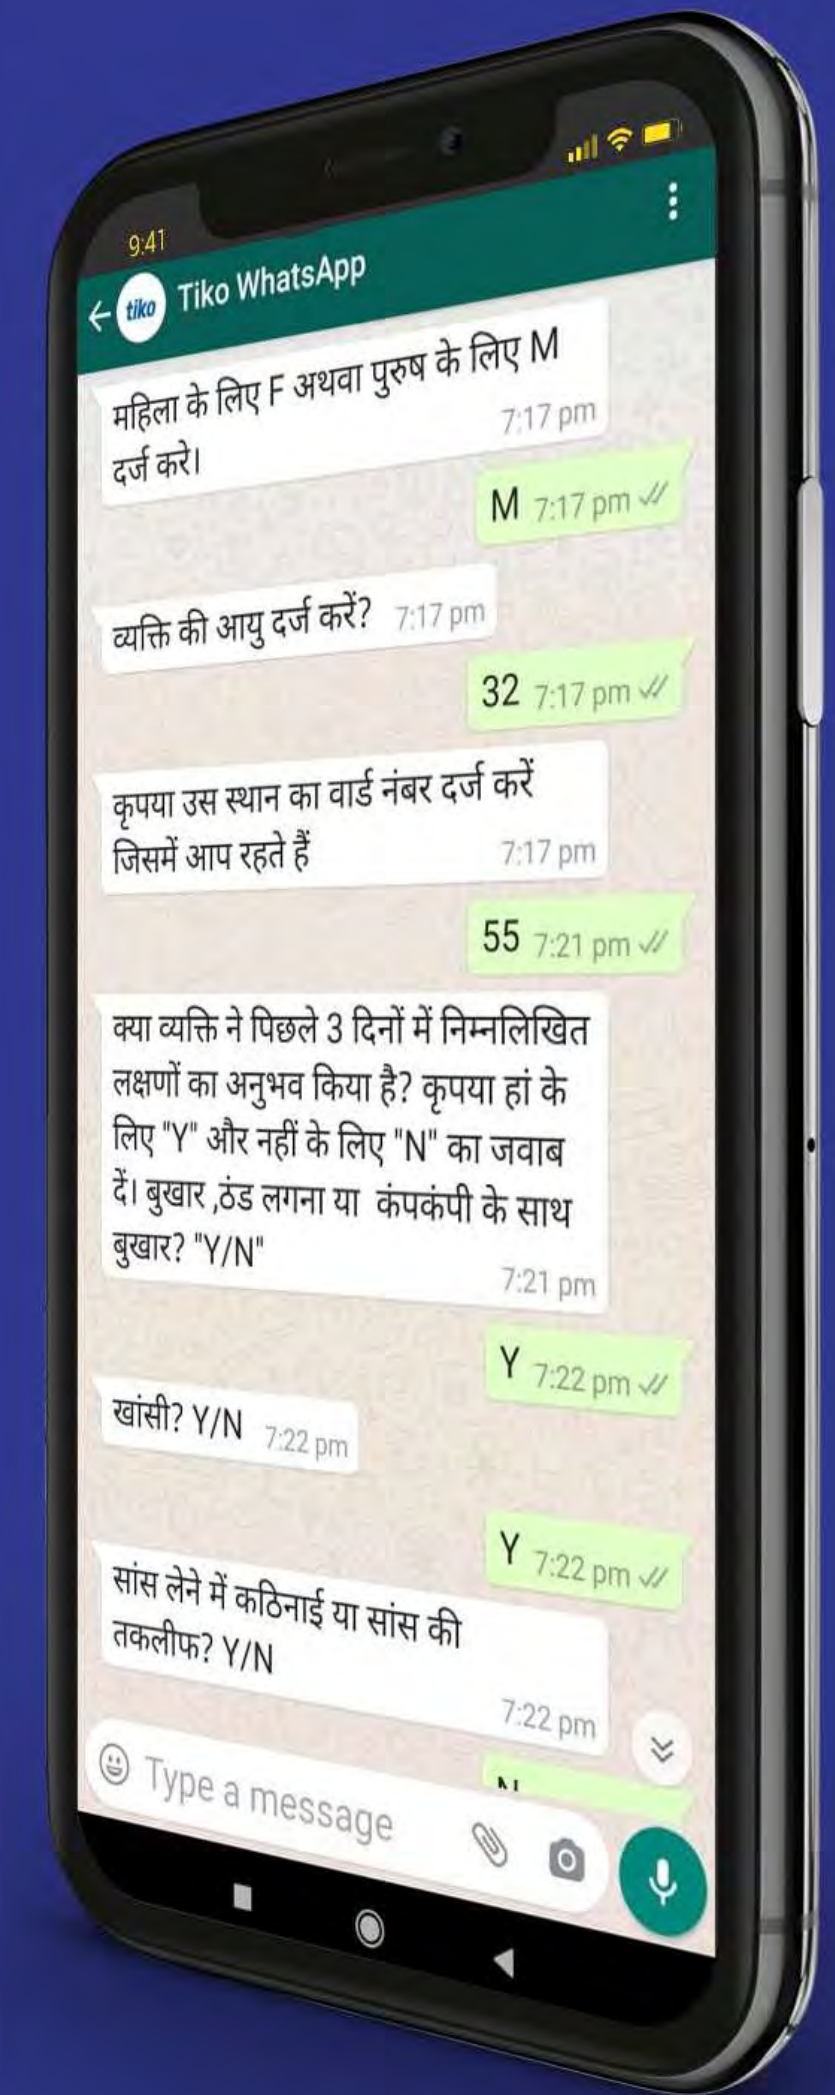 9:41
tiko Tiko WhatsApp
महिला के लिए F अथवा पुरुष के लिए M
दर्ज करे।
7:17 pm
M 7:17 pm
व्यक्ति की आयु दर्ज करें? 7:17 pm
32 7:17 pm
कृपया उस स्थान का वार्ड नंबर दर्ज करें
जिसमें आप रहते हैं 7:17 pm
55 7:21 pm
क्या व्यक्ति ने पिछले 3 दिनों में निम्नलिखित
लक्षणों का अनुभव किया है? कृपया हां के
लिए "Y" और नहीं के लिए "N" का जवाब
दें। बुखार ,ठंड लगना या कंपकंपी के साथ
बुखार? "Y/N"
7:21 pm
Y 7:22 pm
खांसी? Y/N 7:22 pm
Y 7:22 pm
सांस लेने में कठिनाई या सांस की
तकलीफ? Y/N
7:22 pm
Type a message